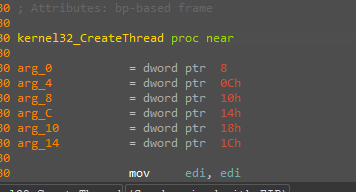 30 ; Attributes: bp-based frame
30
30 kernel32_CreateThread proc near
30
30 arg_0 = dword ptr 8
30 arg_4 = dword ptr 0Ch
30 arg_8 = dword ptr 10h
30 arg_C = dword ptr 14h
30 arg_10 = dword ptr 18h
30 arg_14 = dword ptr 1Ch
30
30 mov edi, edi